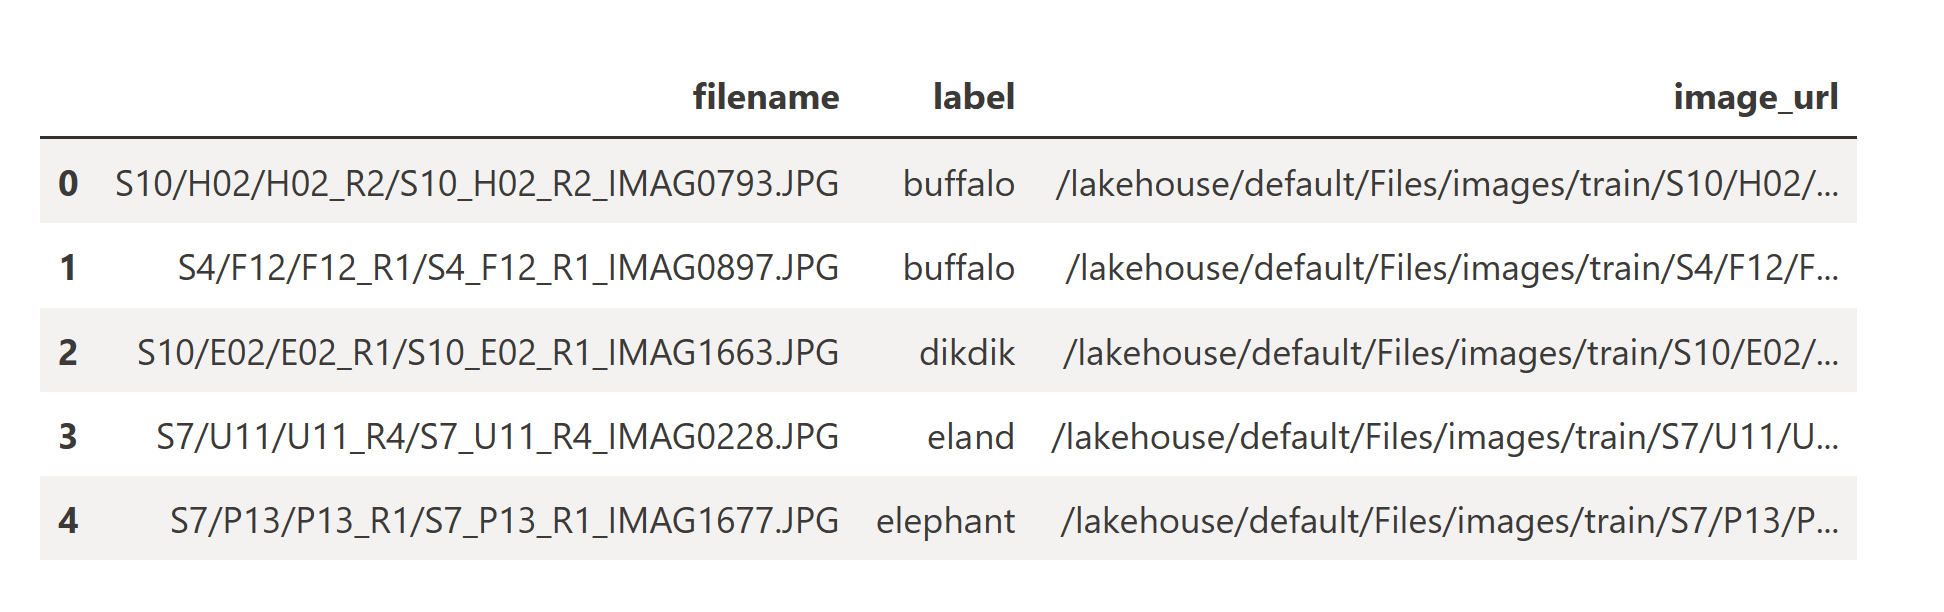 filename label image_url
0 S10/H02/H02_R2/S10_H02_R2_IMAG0793.JPG buffalo /lakehouse/default/Files/images/train/S10/H02/...
1 S4/F12/F12_R1/S4_F12_R1_IMAG0897.JPG buffalo /lakehouse/default/Files/images/train/S4/F12/F...
2 S10/E02/E02_R1/S10_E02_R1_IMAG1663.JPG dikdik /lakehouse/default/Files/images/train/S10/E02/...
3 S7/U11/U11_R4/S7_U11_R4_IMAG0228.JPG eland /lakehouse/default/Files/images/train/S7/U11/U...
4 S7/P13/P13_R1/S7_P13_R1_IMAG1677.JPG elephant /lakehouse/default/Files/images/train/S7/P13/P...